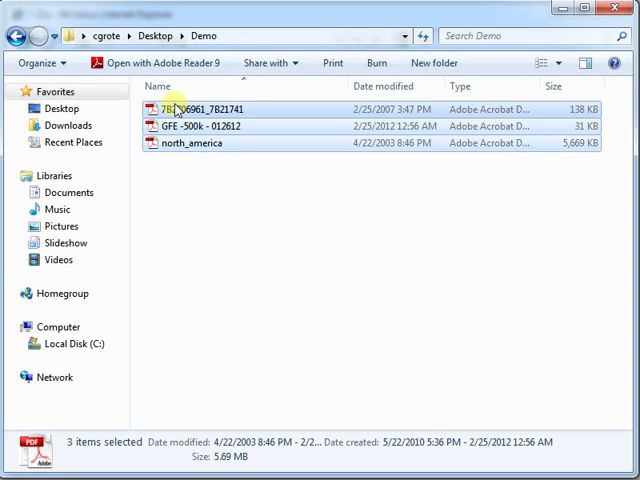 cgrote Desktop Demo Search Demo
Organize Open with Adobe Reader 9 Share with Print Burn New folder
Name Date modified Type Size
Favorites
Desktop
Downloads
Recent Places
Libraries
Documents
Music
Pictures
Slideshow
Videos
Homegroup
Computer
Local Disk (C:)
Network
2/25/2007 3:47 PM Adobe Acrobat D... 138 KB
GFE -500k - 012612 2/25/2012 12:56 AM Adobe Acrobat D... 31 KB
north_america 4/22/2003 8:46 PM Adobe Acrobat D... 5,669 KB
PDF
Adobe
3 items selected Date modified: 4/22/2003 8:46 PM - 2/2... Date created: 5/22/2010 5:36 PM - 2/25/2012 12:56 AM
Size: 5.69 MB